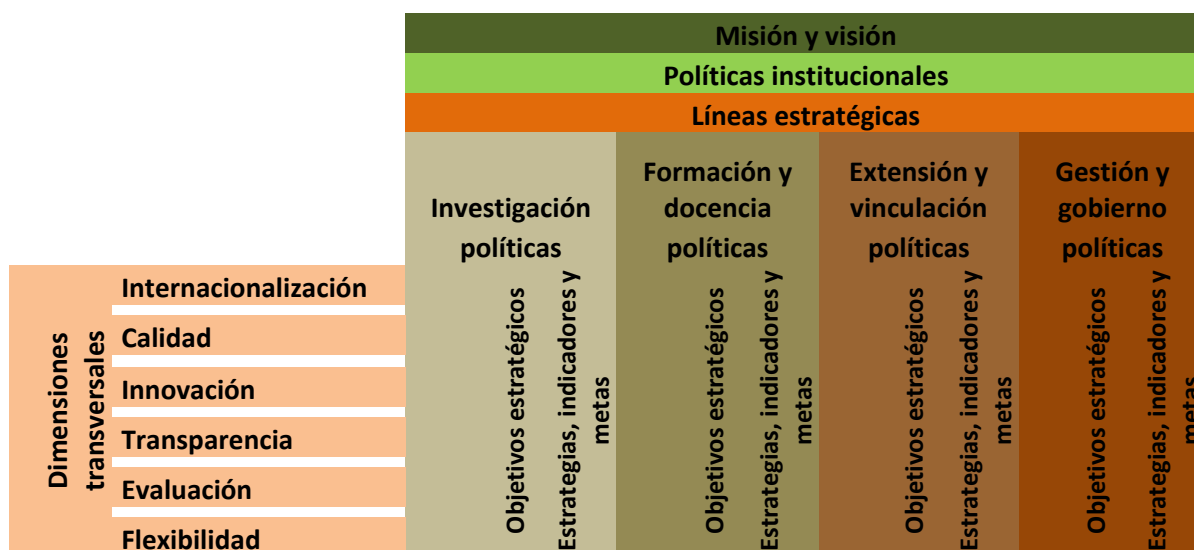 Misión y visión
Políticas institucionales
Líneas estratégicas
Investigación
políticas
Formación y
docencia
políticas
Extensión y
vinculación
políticas
Gestión y
gobierno
políticas
Dimensiones
transversales
Internacionalización
Calidad
Innovación
Transparencia
Evaluación
Flexibilidad
Objetivos estratégicos
Estrategias, indicadores y
metas
Objetivos estratégicos
Estrategias, indicadores y
metas
Objetivos estratégicos
Estrategias, indicadores y
metas
Objetivos estratégicos
Estrategias, indicadores y
metas